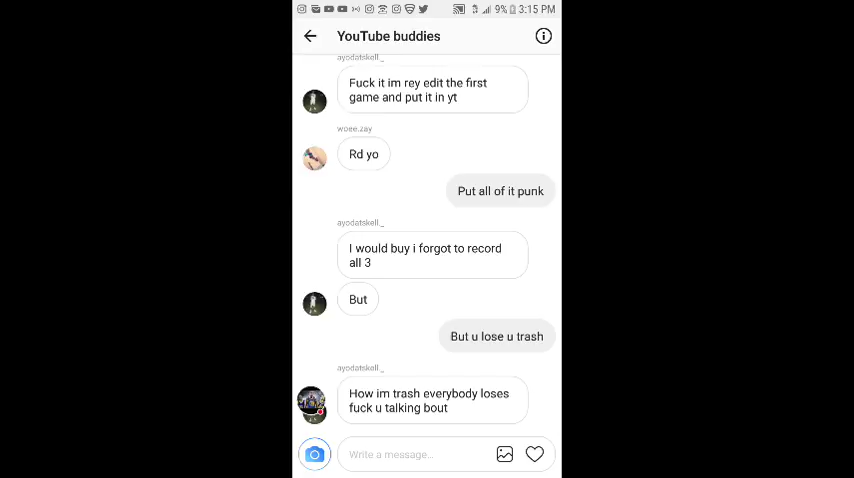 9% 3:15 PM
YouTube buddies
ayodatskell_
Fuck it im rey edit the first
game and put it in yt
woee.zay
Rd yo
Put all of it punk
ayodatskell_
I would buy i forgot to record
all 3
But
But u lose u trash
ayodatskell_
How im trash everybody loses
fuck u talking bout
Write a message...